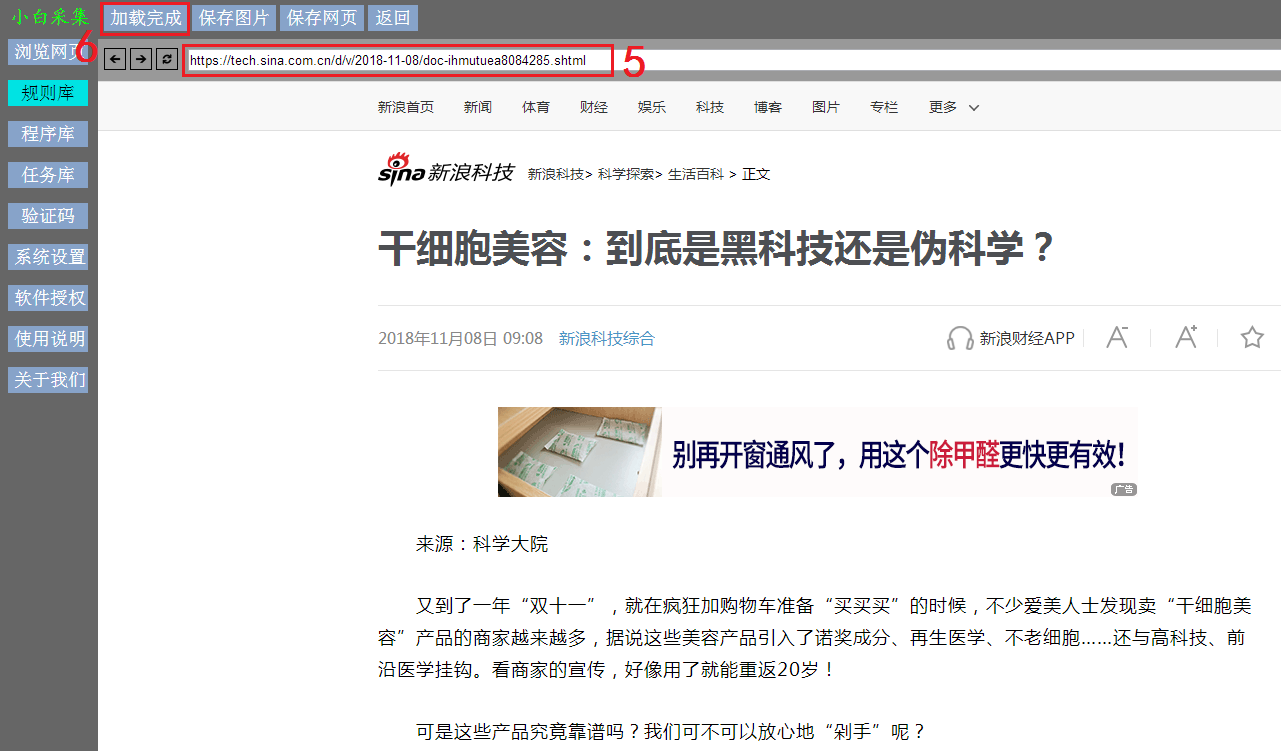 小白采集
加载完成 保存图片 保存网页 返回
浏览网页
6
https://tech.sina.com.cn/d/v/2018-11-08/doc-ihmutuea8084285.shtml
5
规则库
程序库
任务库
验证码
系统设置
软件授权
使用说明
关于我们
新浪首页 新闻 体育 财经 娱乐 科技 博客 图片 专栏 更多
sina 新浪科技 新浪科技> 科学探索> 生活百科 > 正文
干细胞美容：到底是黑科技还是伪科学？
2018年11月08日 09:08 新浪科技综合 新浪财经APP A- A+
别再开窗通风了，用这个除甲醛更快更有效!
广告
来源：科学大院
又到了一年“双十一”，就在疯狂加购物车准备“买买买”的时候，不少爱美人士发现卖“干细胞美
容”产品的商家越来越多，据说这些美容产品引入了诺奖成分、再生医学、不老细胞......还与高科技、前
沿医学挂钩。看商家的宣传，好像用了就能重返20岁！
可是这些产品究竟靠谱吗？我们可不可以放心地“剁手”呢？